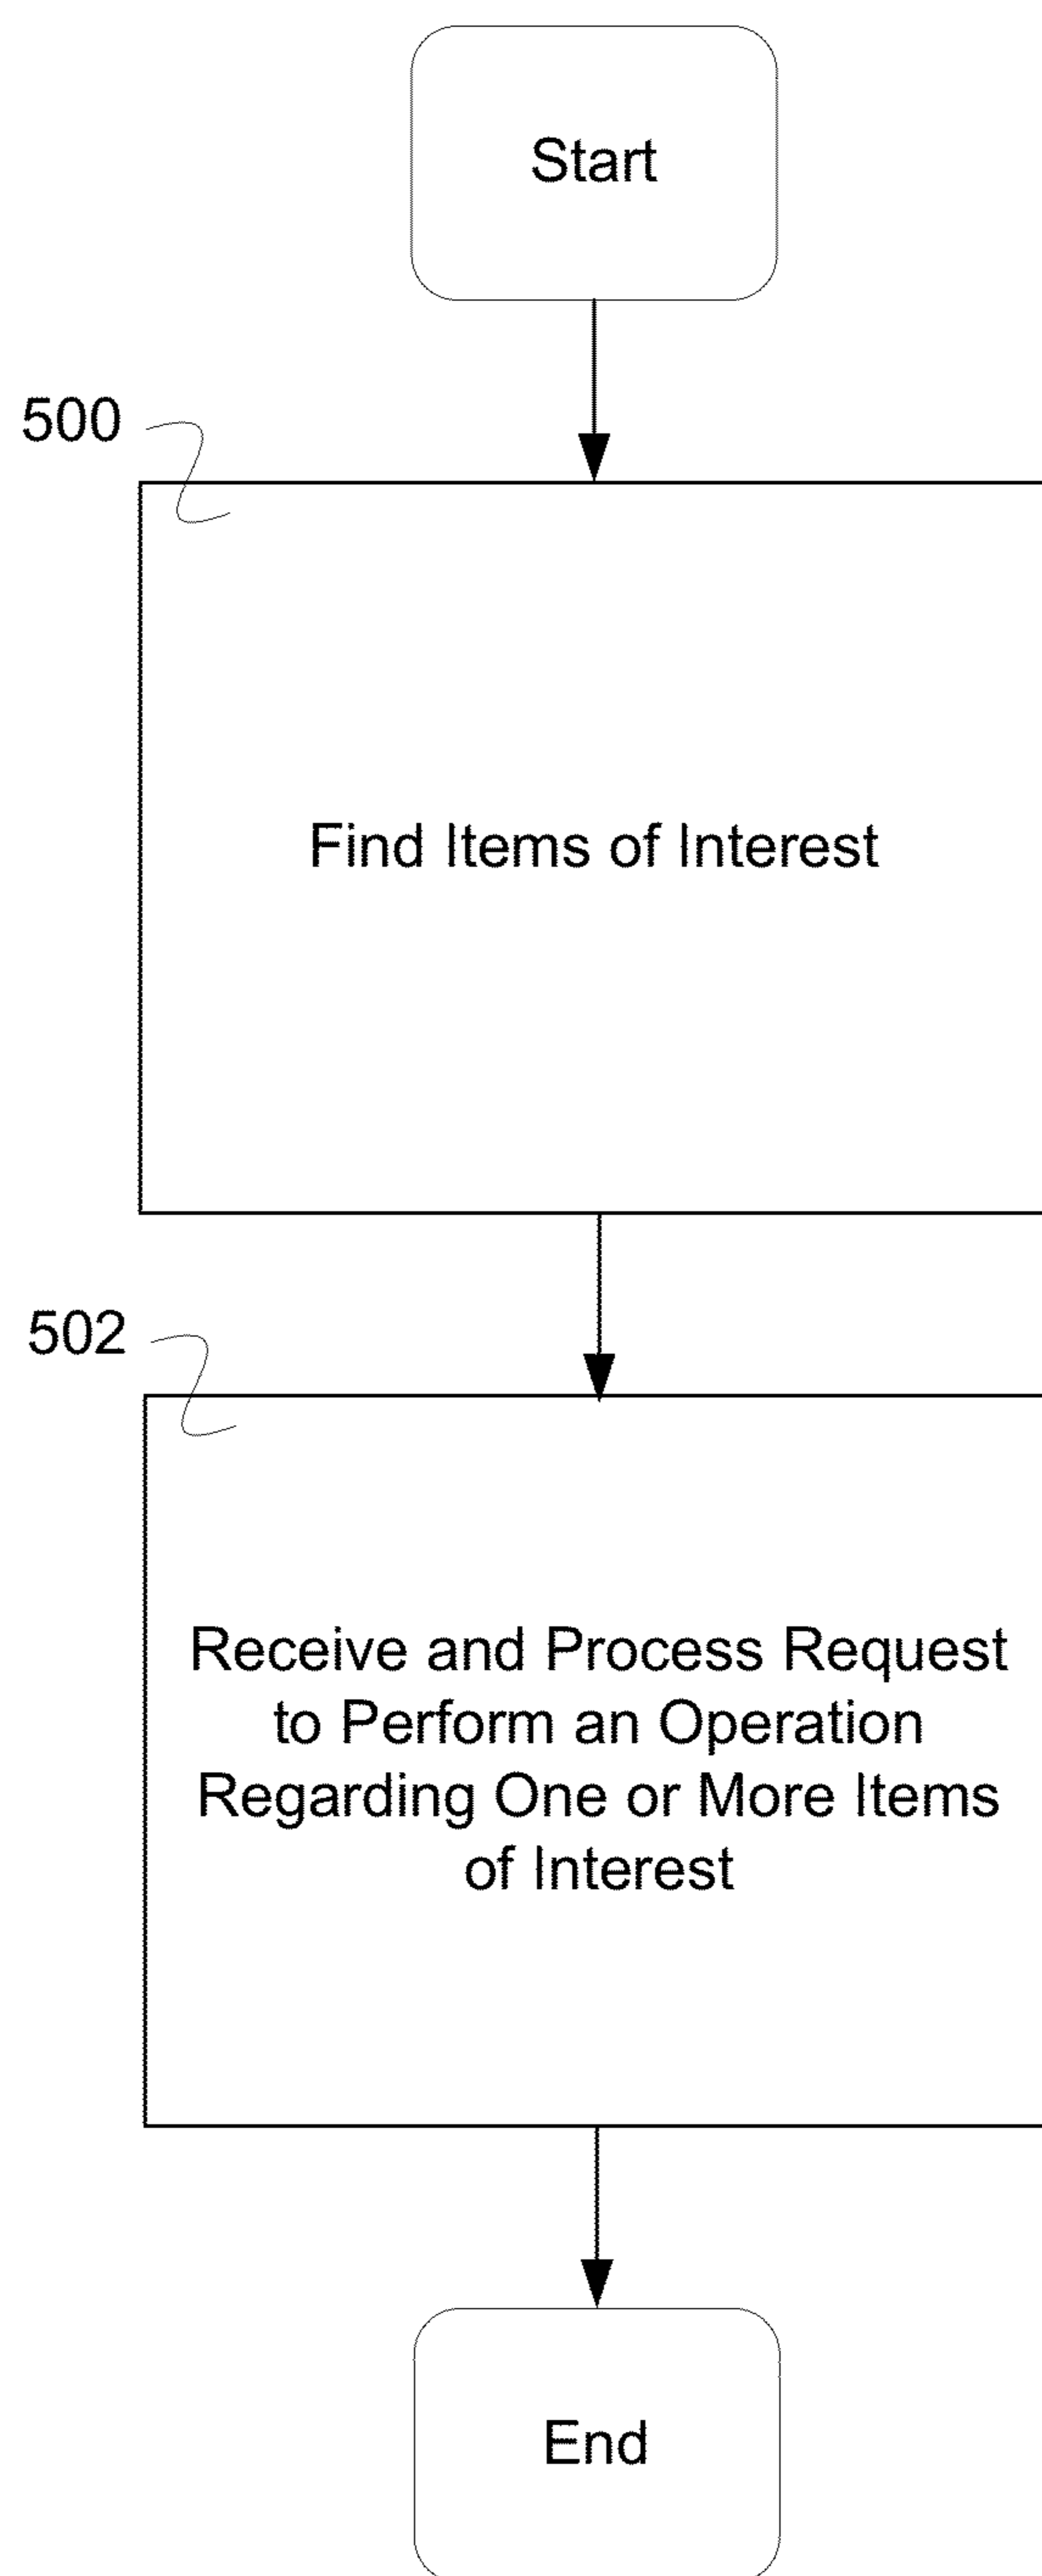 Start
500
Find Items of Interest
502
Receive and Process Request
to Perform an Operation
Regarding One or More Items
of Interest
End